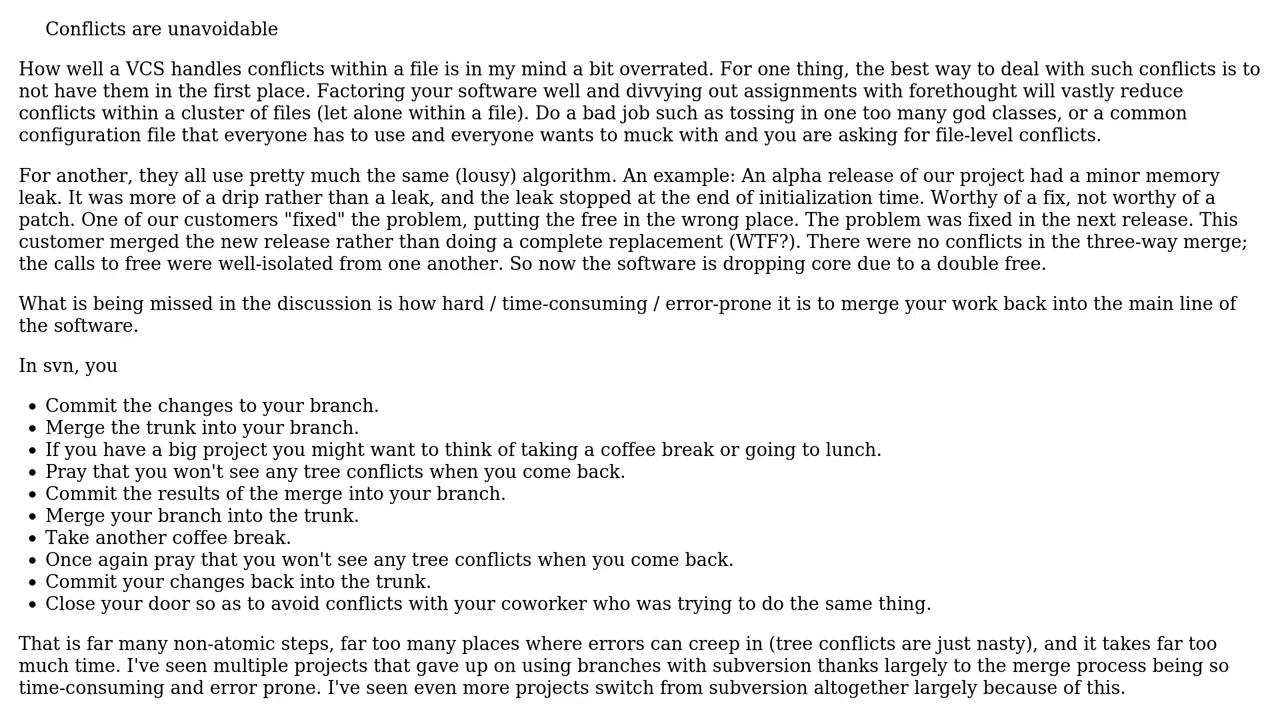 Conflicts are unavoidable
How well a VCS handles conflicts within a file is in my mind a bit overrated. For one thing, the best way to deal with such conflicts is to
not have them in the first place. Factoring your software well and divvying out assignments with forethought will vastly reduce
conflicts within a cluster of files (let alone within a file). Do a bad job such as tossing in one too many god classes, or a common
configuration file that everyone has to use and everyone wants to muck with and you are asking for file-level conflicts.
For another, they all use pretty much the same (lousy) algorithm. An example: An alpha release of our project had a minor memory
leak. It was more of a drip rather than a leak, and the leak stopped at the end of initialization time. Worthy of a fix, not worthy of a
patch. One of our customers "fixed" the problem, putting the free in the wrong place. The problem was fixed in the next release. This
customer merged the new release rather than doing a complete replacement (WTF?). There were no conflicts in the three-way merge;
the calls to free were well-isolated from one another. So now the software is dropping core due to a double free.
What is being missed in the discussion is how hard / time-consuming / error-prone it is to merge your work back into the main line of
the software.
In svn, you
• Commit the changes to your branch.
• Merge the trunk into your branch.
• If you have a big project you might want to think of taking a coffee break or going to lunch.
• Pray that you won't see any tree conflicts when you come back.
• Commit the results of the merge into your branch.
• Merge your branch into the trunk.
• Take another coffee break.
• Once again pray that you won't see any tree conflicts when you come back.
• Commit your changes back into the trunk.
• Close your door so as to avoid conflicts with your coworker who was trying to do the same thing.
That is far many non-atomic steps, far too many places where errors can creep in (tree conflicts are just nasty), and it takes far too
much time. I've seen multiple projects that gave up on using branches with subversion thanks largely to the merge process being so
time-consuming and error prone. I've seen even more projects switch from subversion altogether largely because of this.